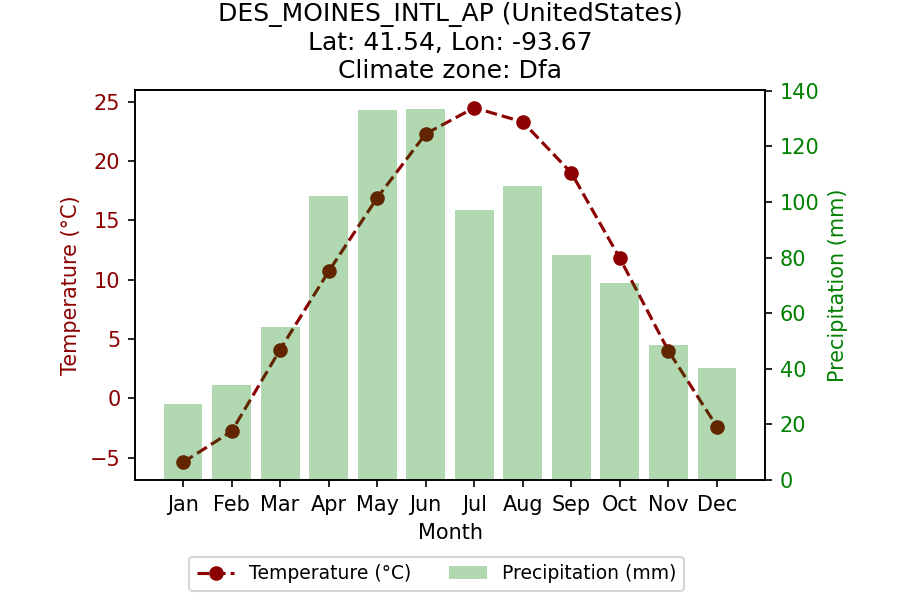 DES_MOINES_INTL_AP (UnitedStates)
Lat: 41.54, Lon: -93.67
Climate zone: Dfa
25
20
15
10
5
0
−5
Temperature (°C)
140
120
100
80
60
40
20
0
Precipitation (mm)
Jan Feb Mar Apr May Jun Jul Aug Sep Oct Nov Dec
Month
Temperature (°C) Precipitation (mm)